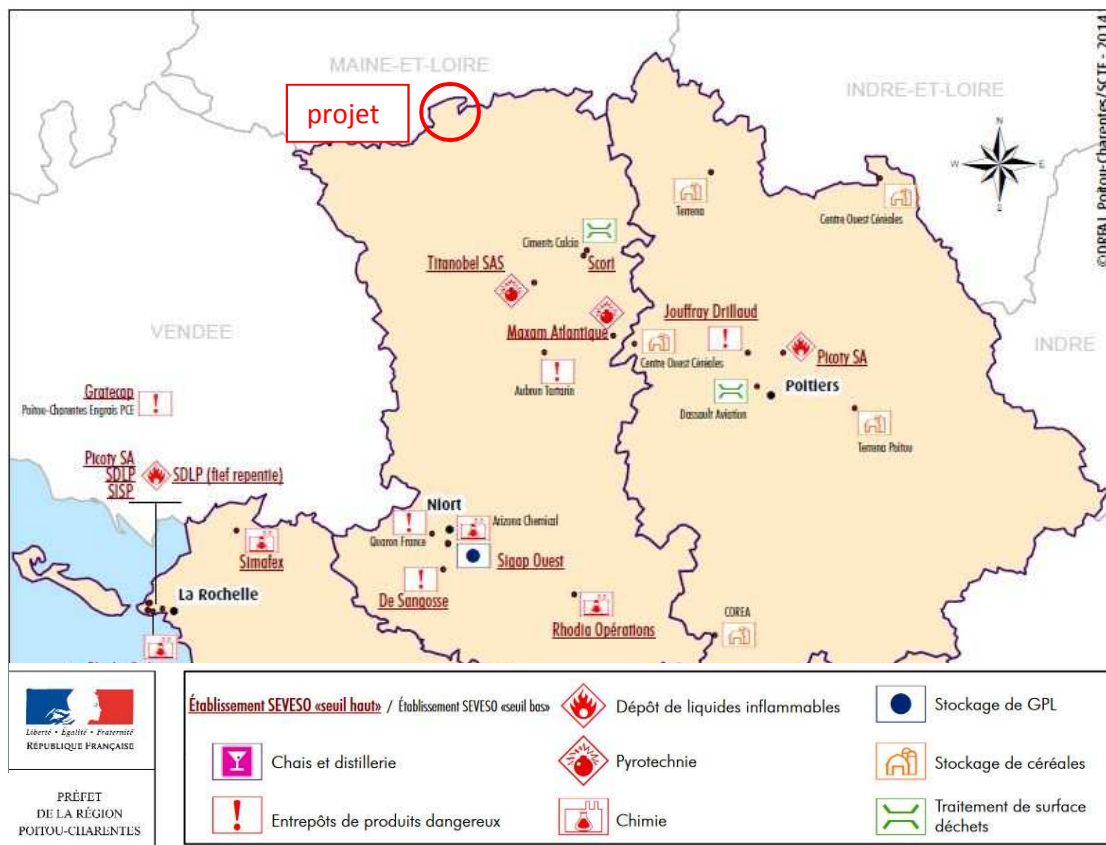 ©DREAL Poitou-Charentes/SCTE - 2014
MAINE-ET-LOIRE
INDRE-ET-LOIRE
projet
N
W
E
S
Terrena
Centre Ouest Céréales
Ciments Calcia
Scori
Titanobel SAS
VENDEE
Maxam Atlantique
Jouffray Drillaud
INDRE
Centre Ouest Céréales
Picoty SA
Aubrun Tartarin
Poitiers
Dassault Aviation
Gratecap
Poitou-Charentes Engrais PCE
Terrena Poitou
Picoty SA
SDLP
SISP
SDLP (fief repentie)
Niort
Arizona Chemical
Quaron France
Simafex
Sigap Ouest
De Sangosse
La Rochelle
Rhodia Opérations
COREA
Liberté • Égalité • Fraternité
RÉPUBLIQUE FRANÇAISE
PRÉFET
DE LA RÉGION
POITOU-CHARENTES
Établissement SEVESO «seuil haut» / Établissement SEVESO «seuil bas»
Dépôt de liquides inflammables
Stockage de GPL
Chais et distillerie
Pyrotechnie
Stockage de céréales
Entrepôts de produits dangereux
Chimie
Traitement de surface
déchets